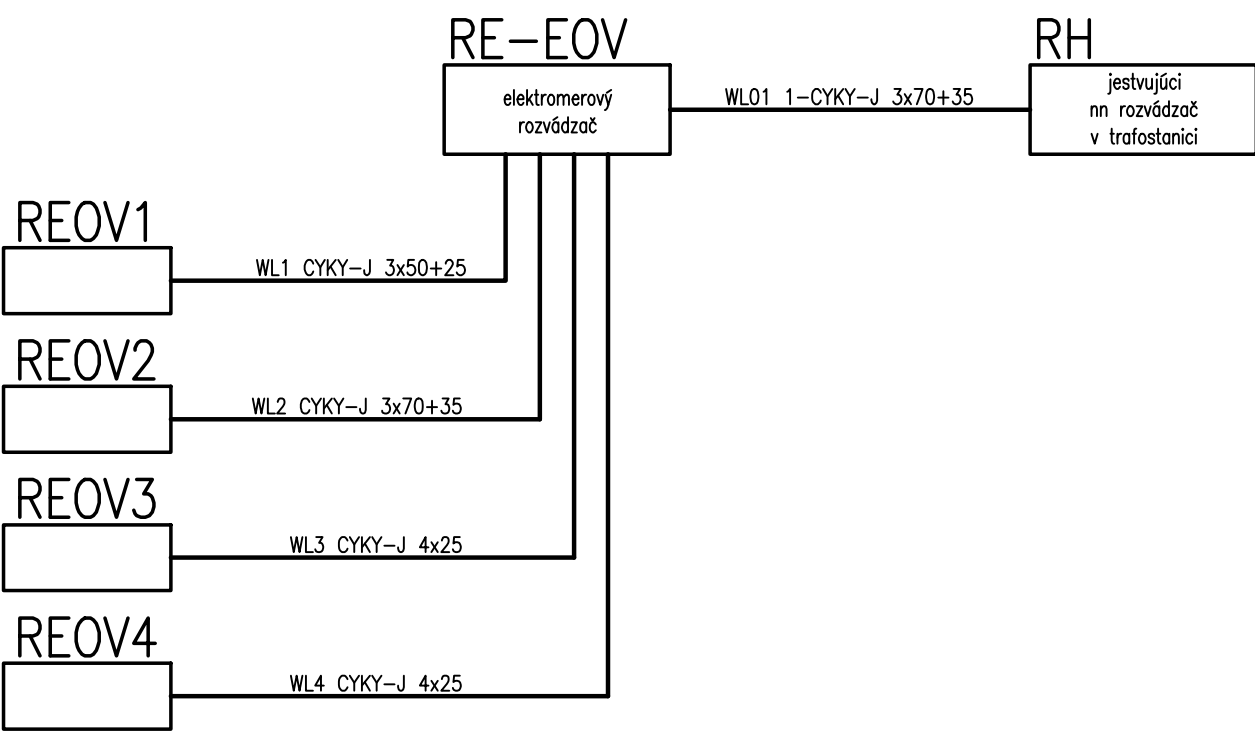 RE-EOV
RH
elektromerový
rozvádzač
WL01 1-CYKY-J 3x70+35
jestvujúci
nn rozvádzač
v trafostanici
REOV1
WL1 CYKY-J 3x50+25
REOV2
WL2 CYKY-J 3x70+35
REOV3
WL3 CYKY-J 4x25
REOV4
WL4 CYKY-J 4x25